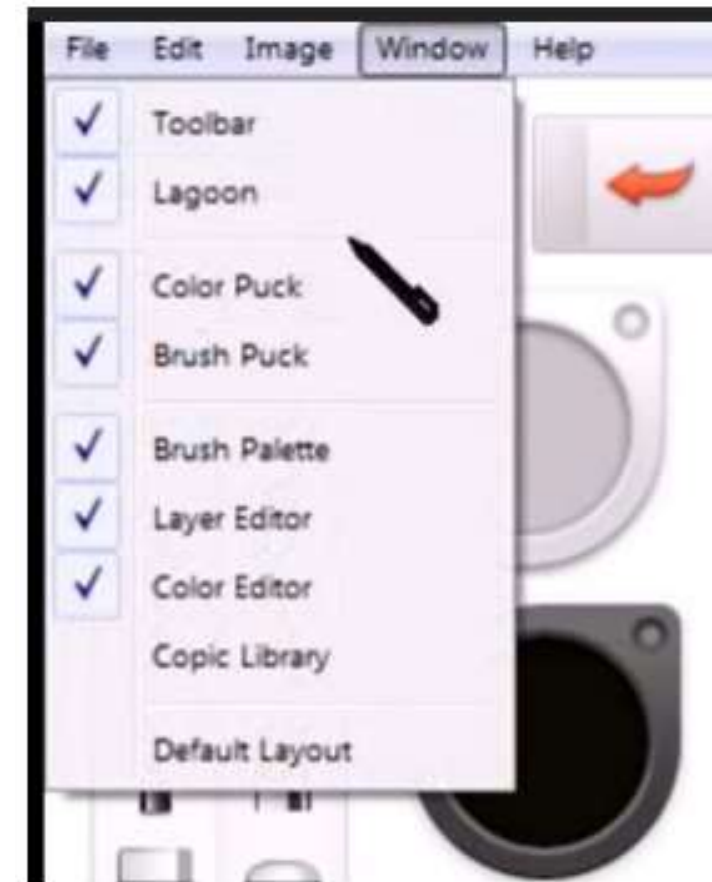 File Edit Image Window Help
Toolbar
Lagoon
Color Puck
Brush Puck
Brush Palette
Layer Editor
Color Editor
Copic Library
Default Layout